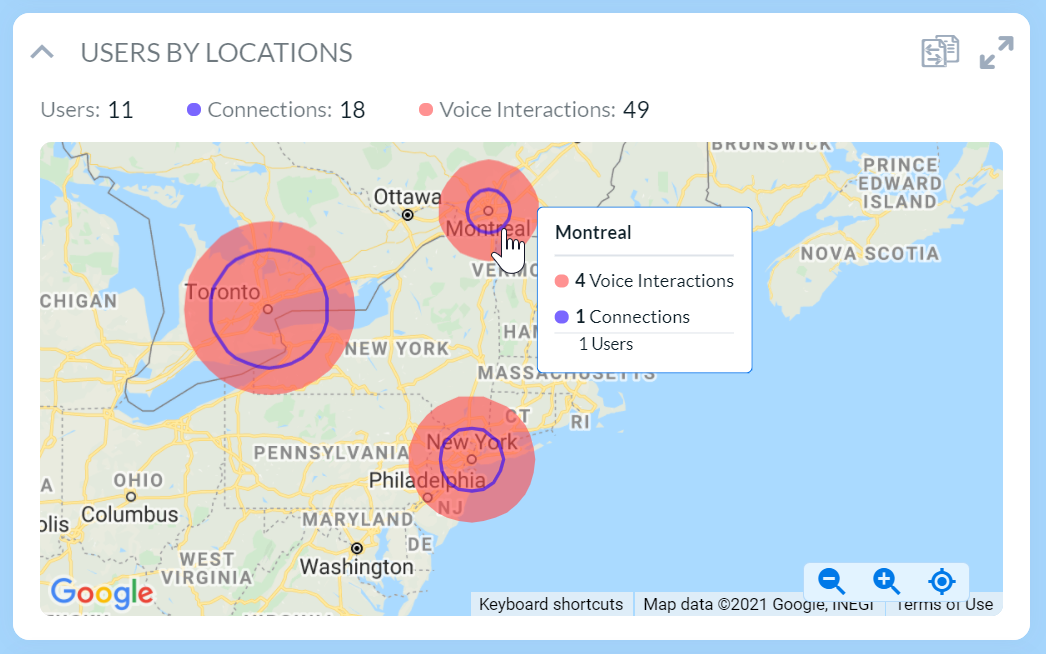 USERS BY LOCATIONS
Users: 11 Connections: 18 Voice Interactions: 49
BRUNSWICK
PRINCE
EDWARD
ISLAND
Ottawa
Montreal
NOVA SCOTIA
VERMO
Montreal
4 Voice Interactions
1 Connections
1 Users
Toronto
CHIGAN
HAM
NEW YORK
MASSACHUSETTS
CT
RI
New York
PENNSYLVANIA
Philadelphia
NJ
OHIO
A
Columbus
olis
MARYLAND
DE
Washington
WEST
VIRGINIA
Google
Keyboard shortcuts
Map data ©2021 Google, INEGI
Terms of Use